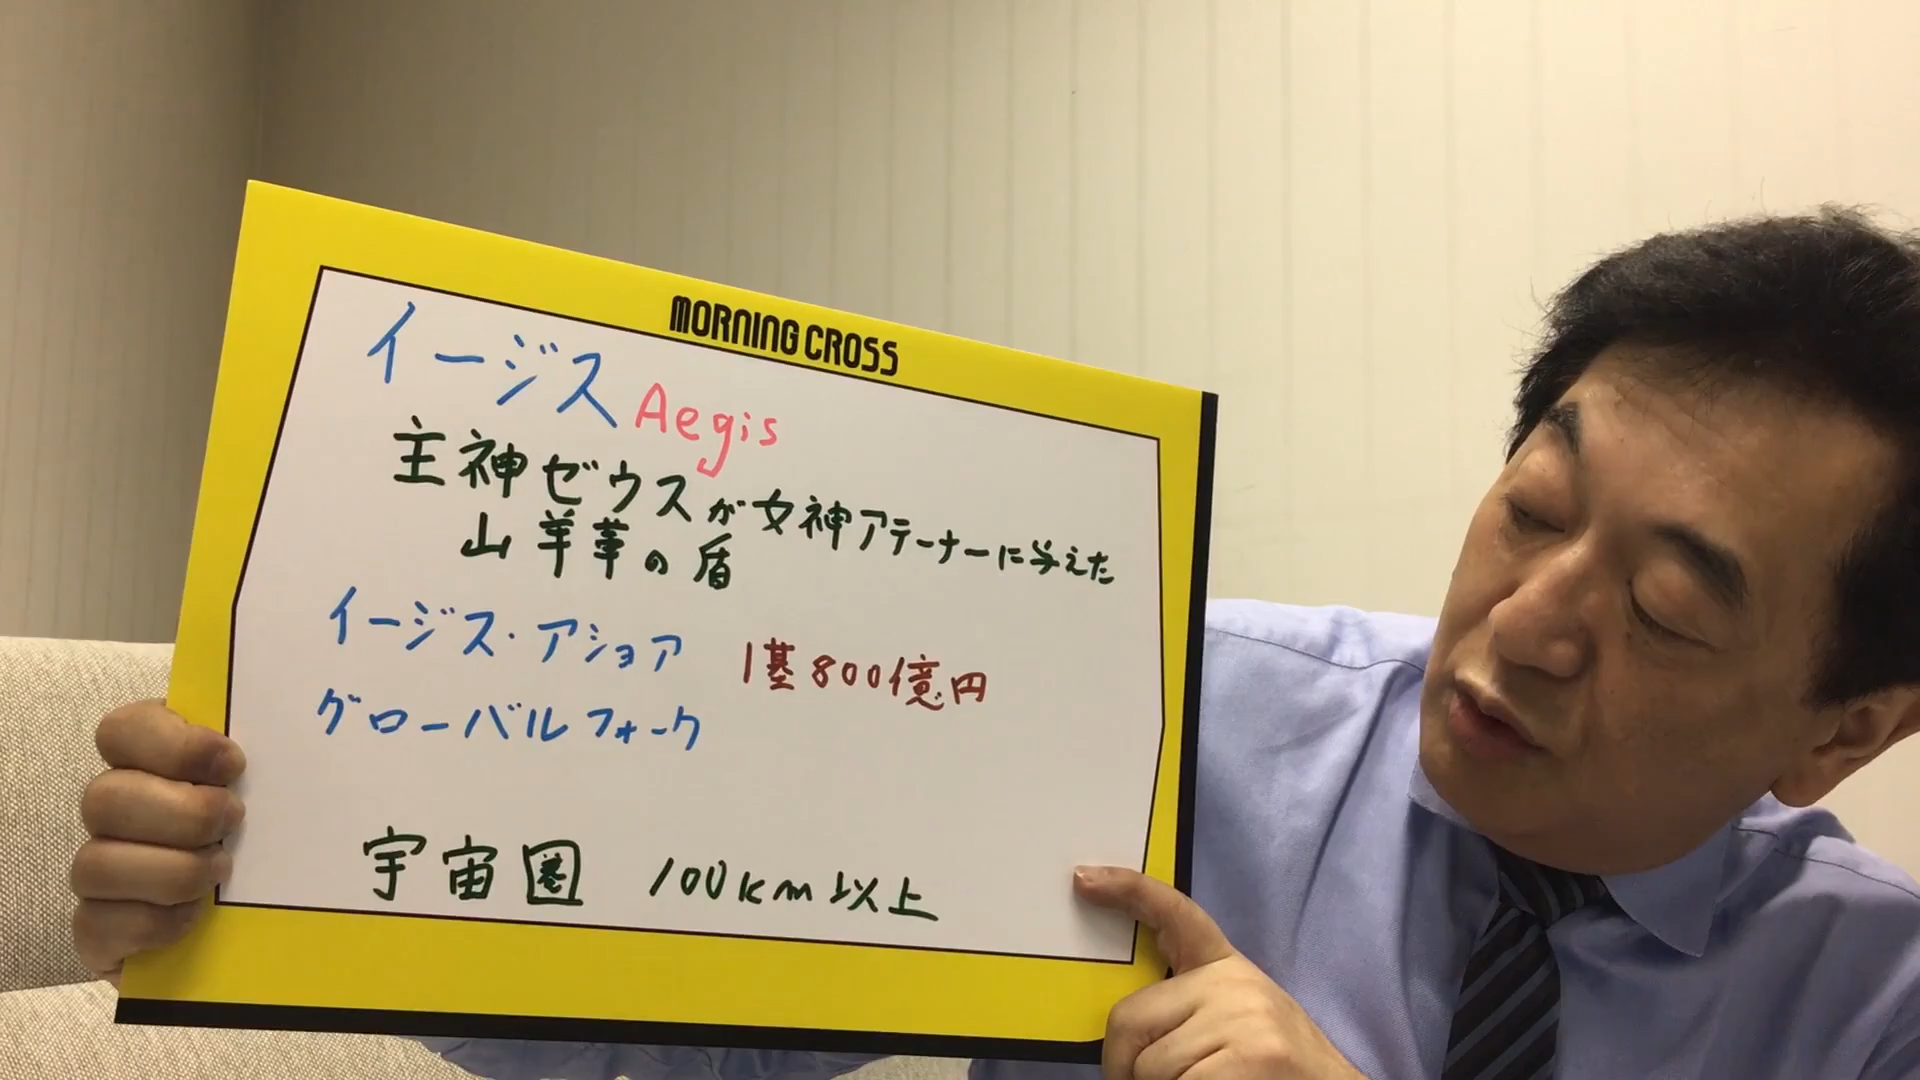 MORNING CROSS
イージス Aegis
主神ゼウスが女神アテーナーに与えた
山羊革の盾
イージス・アショア 1基800億円
グローバルフォーク
宇宙圏 100km以上